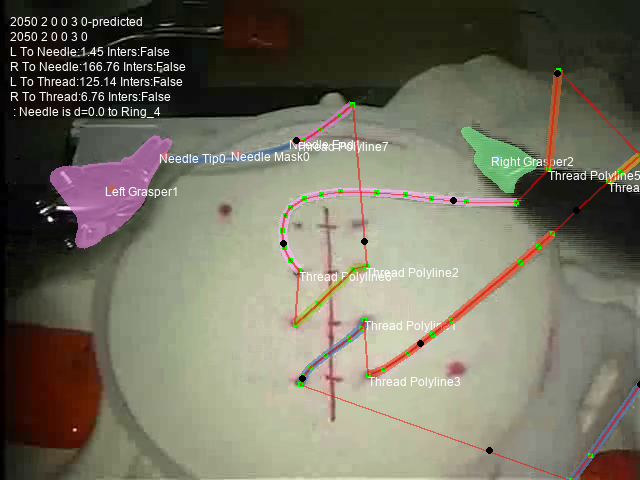 2050 2 0 0 3 0-predicted
2050 2 0 0 3 0
L To Needle:1.45 Inters:False
R To Needle:166.76 Inters:False
L To Thread:125.14 Inters:False
R To Thread:6.76 Inters:False
: Needle is d=0.0 to Ring_4
Needle End
Thread Polyline7
Needle Tip0
Needle Mask0
Right Grasper2
Thread Polyline5
Left Grasper1
Thread Polyline2
Thread Polyline6
Thread Polyline1
Thread Polyline3